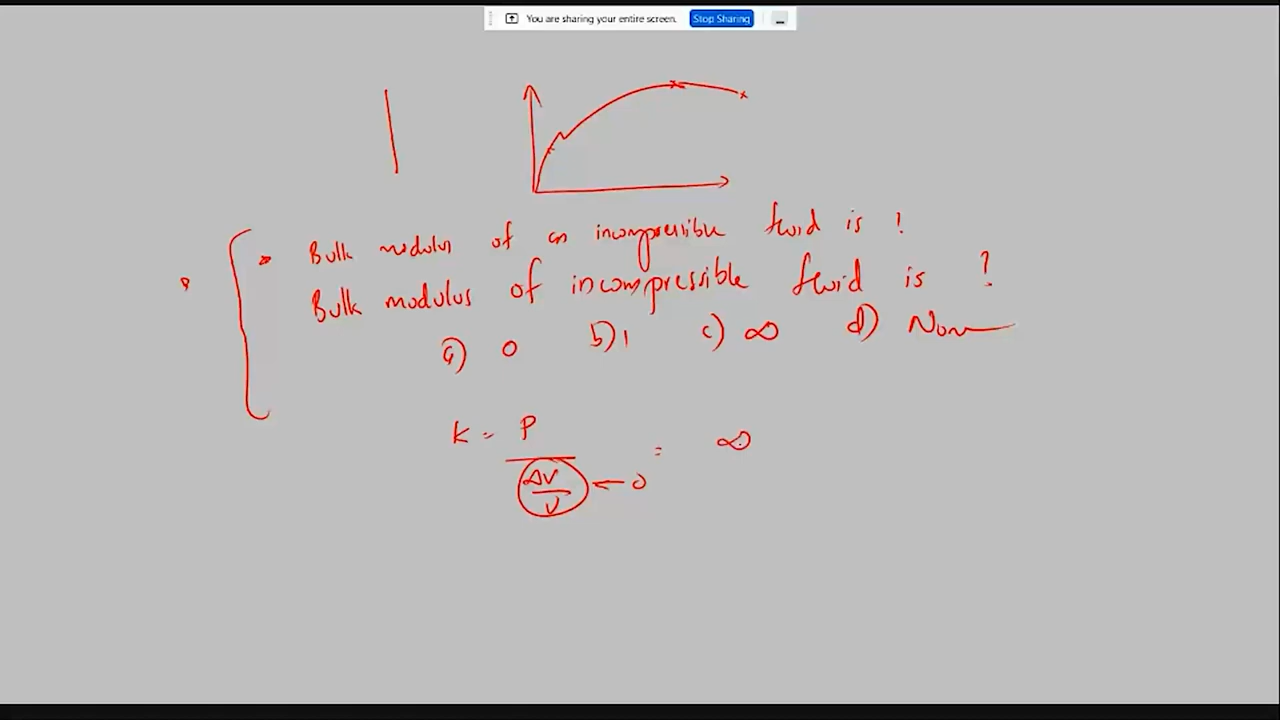 You are sharing your entire screen. Stop Sharing
Bulk modulus of an incompressible fluid is ?
Bulk modulus of incompressible fluid is ?
a) 0 b) 1 c) ∞ d) None
K = P = ∞
ΔV ← 0
V